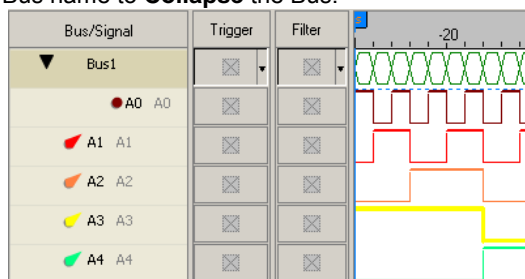 Bus name to Collapse the Bus.
Bus/Signal Trigger Filter S -20
Bus1
A0 A0
A1 A1
A2 A2
A3 A3
A4 A4